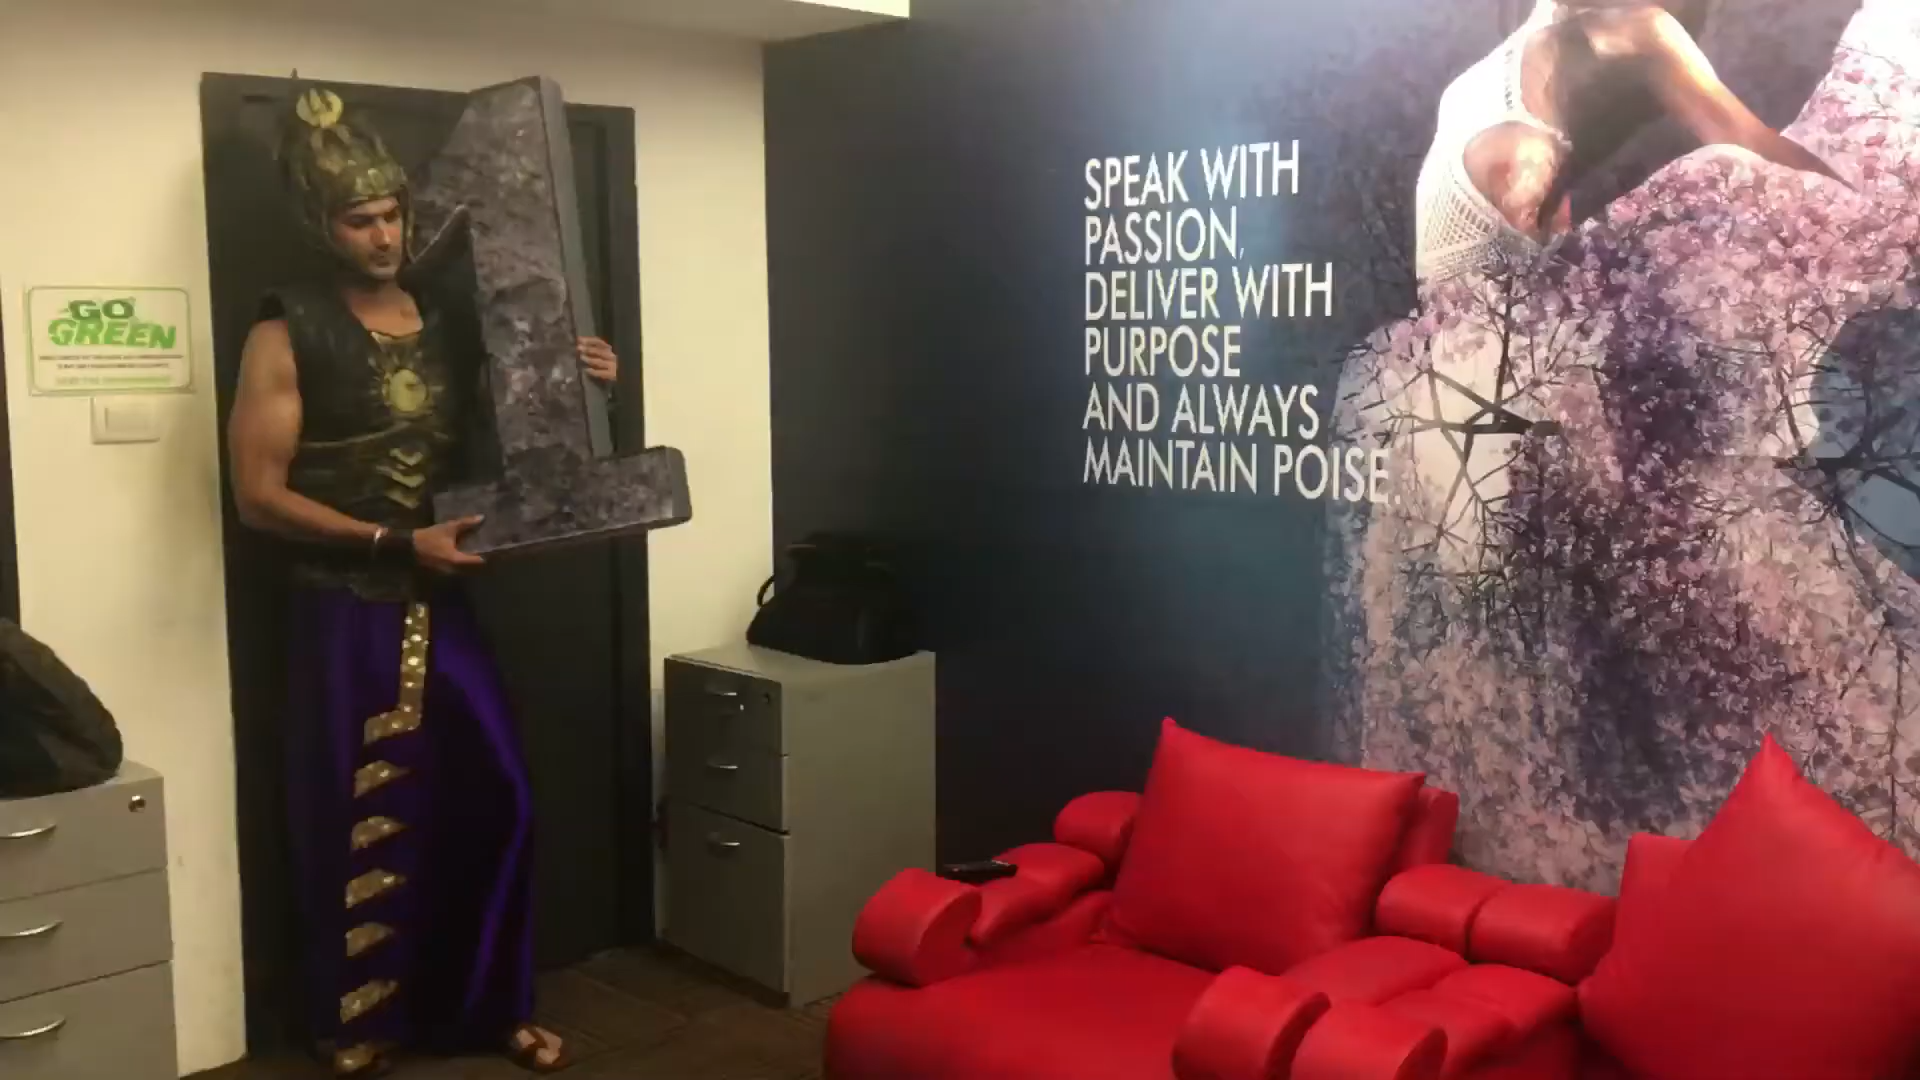 GO
GREEN
SPEAK WITH
PASSION,
DELIVER WITH
PURPOSE
AND ALWAYS
MAINTAIN POISE.